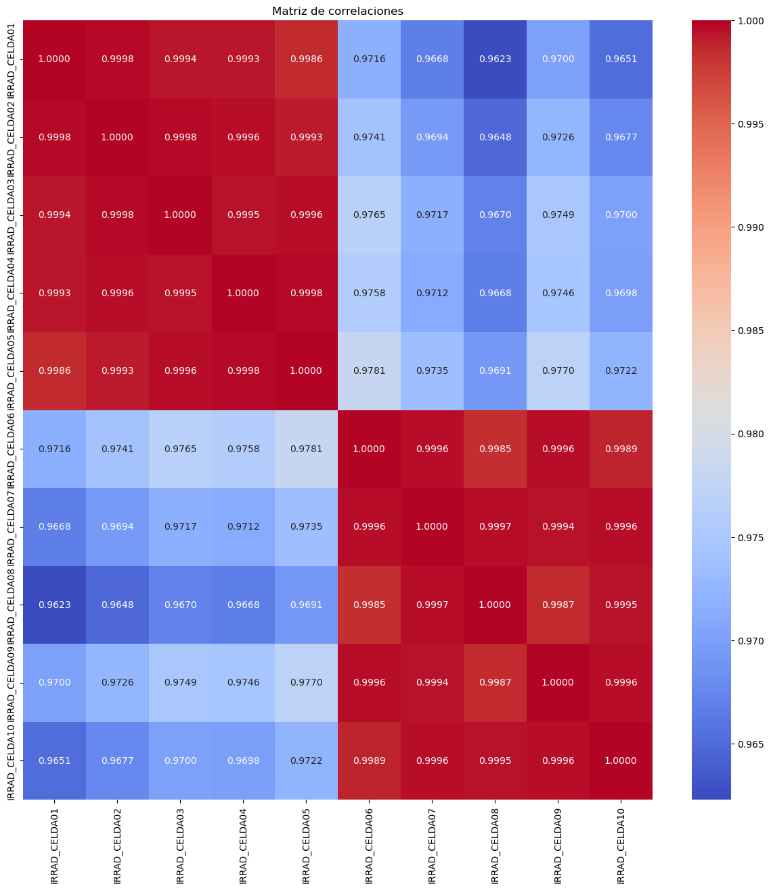 Matriz de correlaciones
IRRAD_CELDA01 1.0000 0.9998 0.9994 0.9993 0.9986 0.9716 0.9668 0.9623 0.9700 0.9651
IRRAD_CELDA02 0.9998 1.0000 0.9998 0.9996 0.9993 0.9741 0.9694 0.9648 0.9726 0.9677
IRRAD_CELDA03 0.9994 0.9998 1.0000 0.9995 0.9996 0.9765 0.9717 0.9670 0.9749 0.9700
IRRAD_CELDA04 0.9993 0.9996 0.9995 1.0000 0.9998 0.9758 0.9712 0.9668 0.9746 0.9698
IRRAD_CELDA05 0.9986 0.9993 0.9996 0.9998 1.0000 0.9781 0.9735 0.9691 0.9770 0.9722
IRRAD_CELDA06 0.9716 0.9741 0.9765 0.9758 0.9781 1.0000 0.9996 0.9985 0.9996 0.9989
IRRAD_CELDA07 0.9668 0.9694 0.9717 0.9712 0.9735 0.9996 1.0000 0.9997 0.9994 0.9996
IRRAD_CELDA08 0.9623 0.9648 0.9670 0.9668 0.9691 0.9985 0.9997 1.0000 0.9987 0.9995
IRRAD_CELDA09 0.9700 0.9726 0.9749 0.9746 0.9770 0.9996 0.9994 0.9987 1.0000 0.9996
IRRAD_CELDA10 0.9651 0.9677 0.9700 0.9698 0.9722 0.9989 0.9996 0.9995 0.9996 1.0000
IRRAD_CELDA01 IRRAD_CELDA02 IRRAD_CELDA03 IRRAD_CELDA04 IRRAD_CELDA05 IRRAD_CELDA06 IRRAD_CELDA07 IRRAD_CELDA08 IRRAD_CELDA09 IRRAD_CELDA10
1.000
0.995
0.990
0.985
0.980
0.975
0.970
0.965